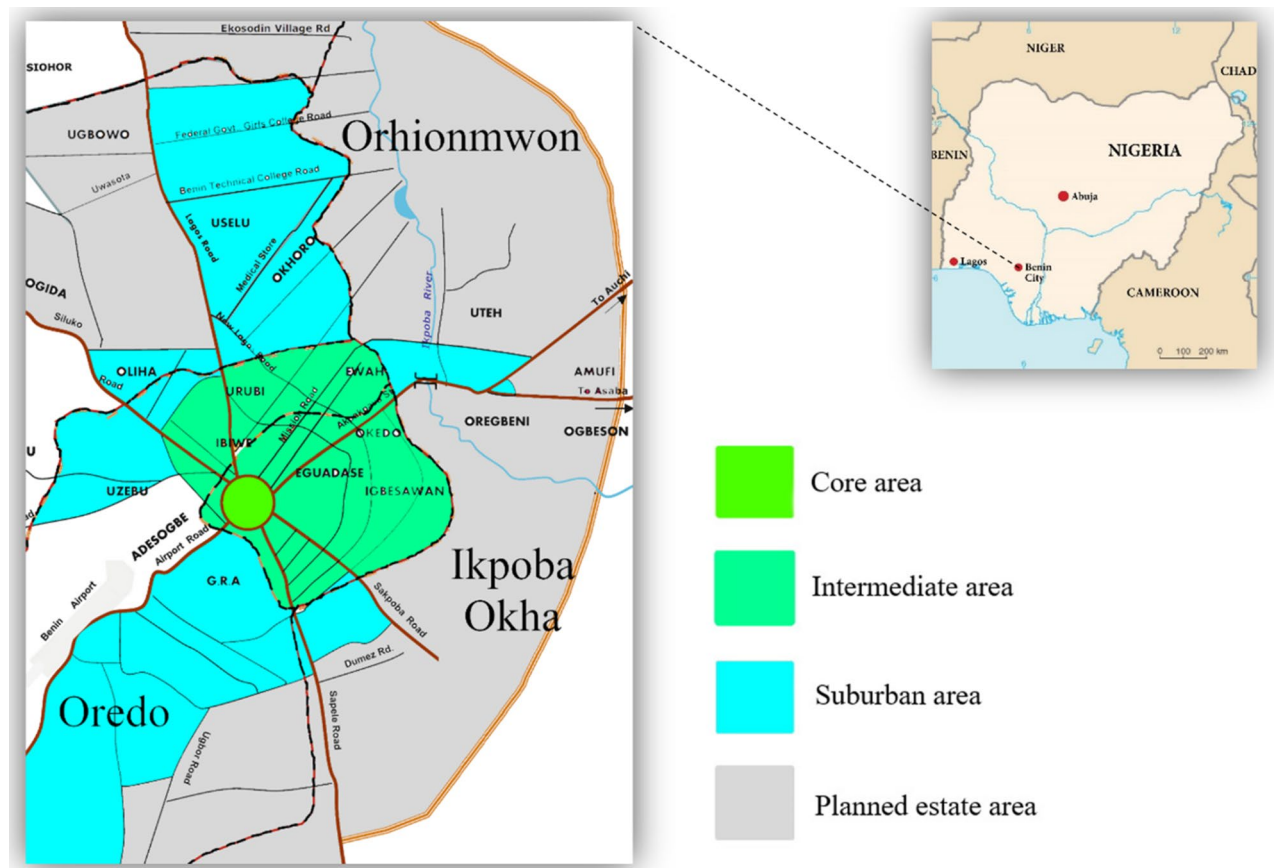 Ekosodin Village Rd
SIOHOR
UGBOWO
Federal Govt. Girls College Road
Orhionmwon
Uwasota
Benin Technical College Road
USELU
Lagos Road
Medical Store
OKHORO
OGIDA
Siluko
Road
New Lagos Road
Ikpoba River
UTEH
To Auchi
OLIHA
EWAH
AMUFI
URUBI
To Asaba
Mission Road
OREGBENI
OGBESON
IBIWE
OKEDO
U
EGUADASE
UZEBU
IGBESAWAN
ADESOGBE
Airport Road
Ikpoba
Okha
G.R.A
Sakpoba Road
Benin Airport
Dumez Rd.
Oredo
Sapele Road
Ugbor Road
NIGER
12
CHAD
BENIN
NIGERIA
Abuja
Lagos
Benin
City
CAMEROON
0 100 200 km
Core area
Intermediate area
Suburban area
Planned estate area